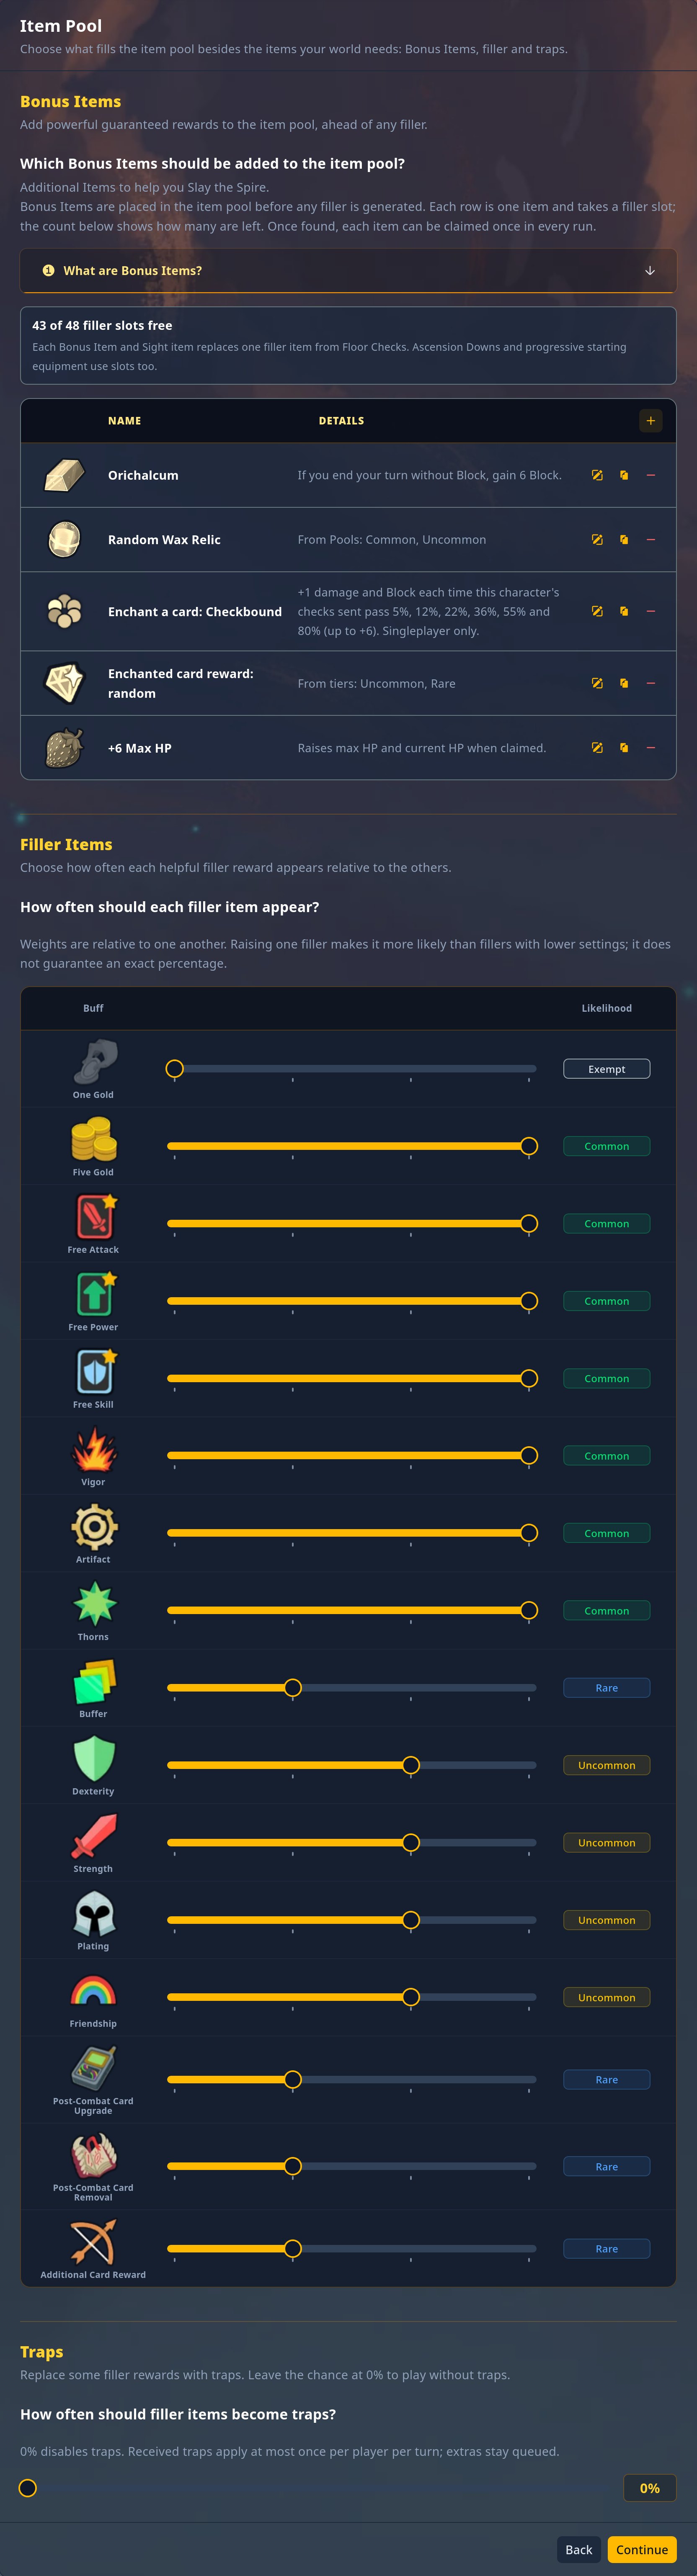 Item Pool
Choose what fills the item pool besides the items your world needs: Bonus Items, filler and traps.
Bonus Items
Add powerful guaranteed rewards to the item pool, ahead of any filler.
Which Bonus Items should be added to the item pool?
Additional Items to help you Slay the Spire.
Bonus Items are placed in the item pool before any filler is generated. Each row is one item and takes a filler slot;
the count below shows how many are left. Once found, each item can be claimed once in every run.
What are Bonus Items?
43 of 48 filler slots free
Each Bonus Item and Sight item replaces one filler item from Floor Checks. Ascension Downs and progressive starting
equipment use slots too.
NAME DETAILS
Orichalcum If you end your turn without Block, gain 6 Block.
Random Wax Relic From Pools: Common, Uncommon
Enchant a card: Checkbound +1 damage and Block each time this character's
checks sent pass 5%, 12%, 22%, 36%, 55% and
80% (up to +6). Singleplayer only.
Enchanted card reward:
random
From tiers: Uncommon, Rare
+6 Max HP Raises max HP and current HP when claimed.
Filler Items
Choose how often each helpful filler reward appears relative to the others.
How often should each filler item appear?
Weights are relative to one another. Raising one filler makes it more likely than fillers with lower settings; it does
not guarantee an exact percentage.
Buff Likelihood
One Gold Exempt
Five Gold Common
Free Attack Common
Free Power Common
Free Skill Common
Vigor Common
Artifact Common
Thorns Common
Buffer Rare
Dexterity Uncommon
Strength Uncommon
Plating Uncommon
Friendship Uncommon
Post-Combat Card
Upgrade
Rare
Post-Combat Card
Removal
Rare
Additional Card Reward Rare
Traps
Replace some filler rewards with traps. Leave the chance at 0% to play without traps.
How often should filler items become traps?
0% disables traps. Received traps apply at most once per player per turn; extras stay queued.
0%
Back Continue